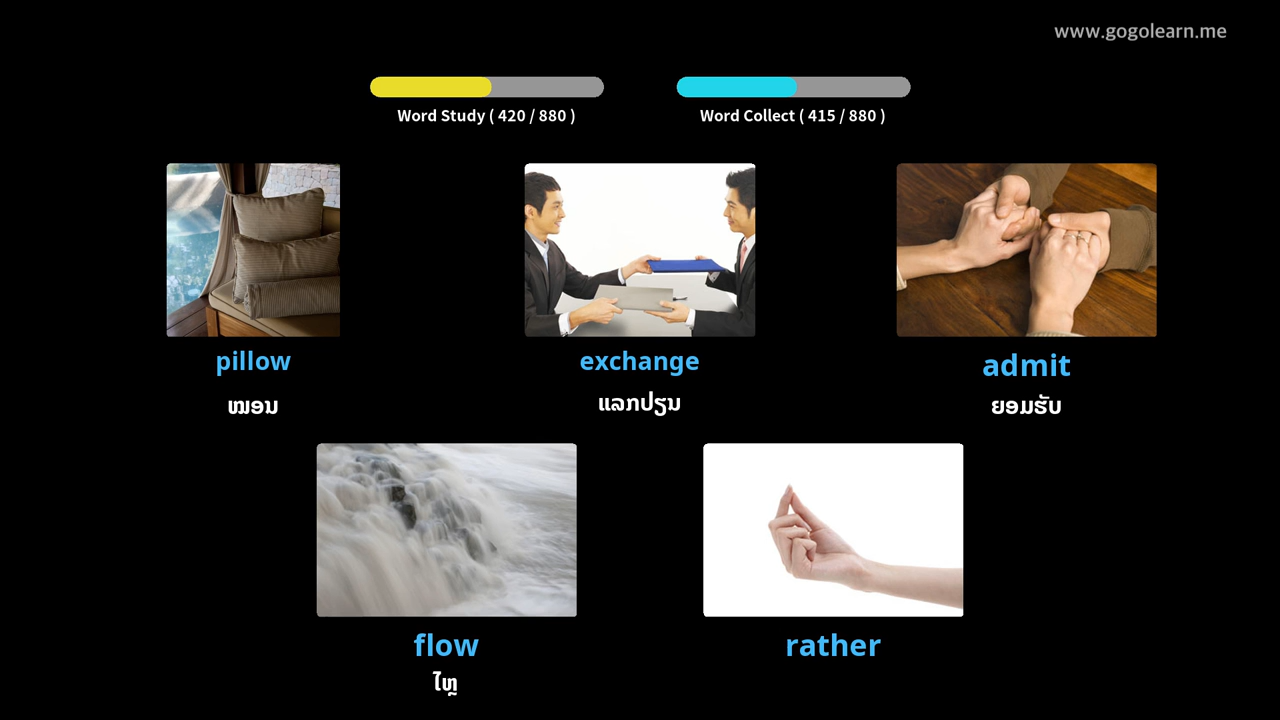 www.gogolearn.me
Word Study ( 420 / 880 )
Word Collect ( 415 / 880 )
pillow
ໝອນ
exchange
ແລກປ່ຽນ
admit
ຍອມຮັບ
flow
ໄຫຼ
rather